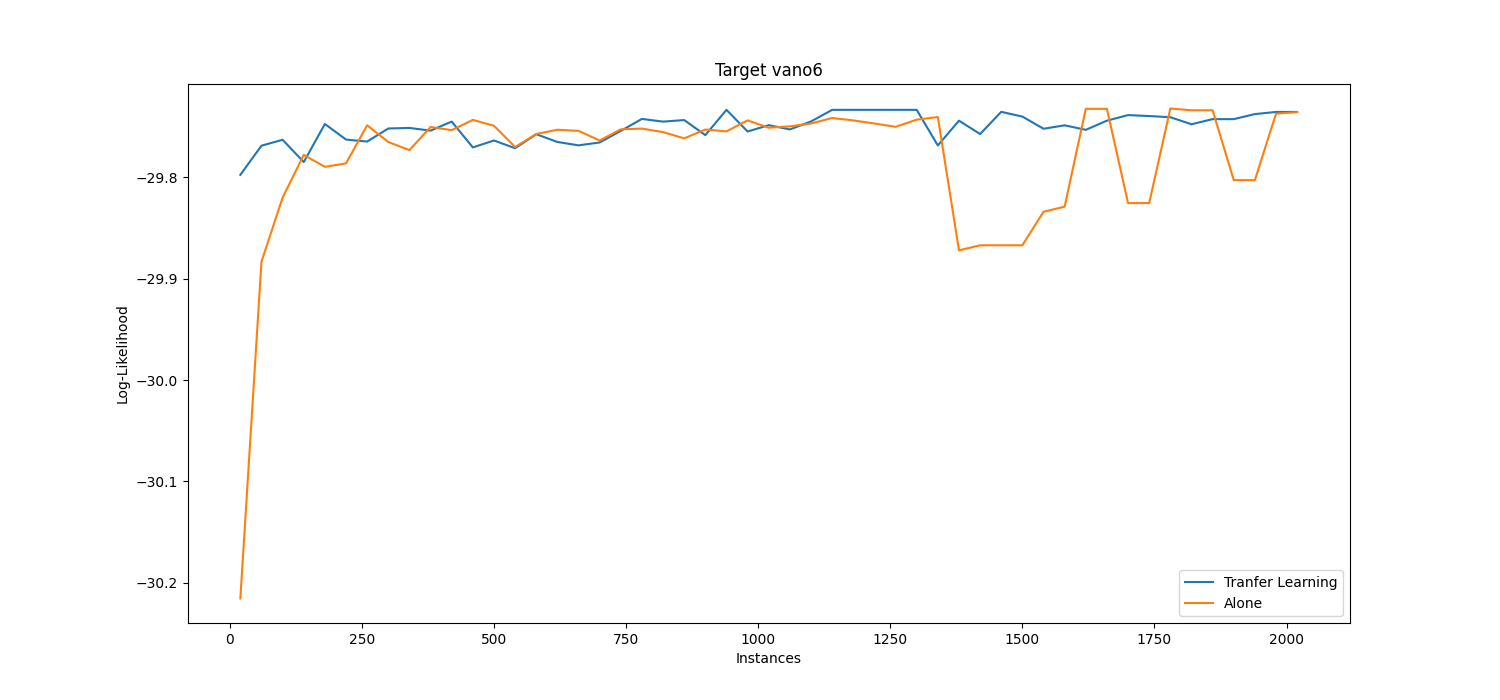 Target vano6
Log-Likelihood
−29.8
−29.9
−30.0
−30.1
−30.2
0 250 500 750 1000 1250 1500 1750 2000
Instances
Tranfer Learning
Alone